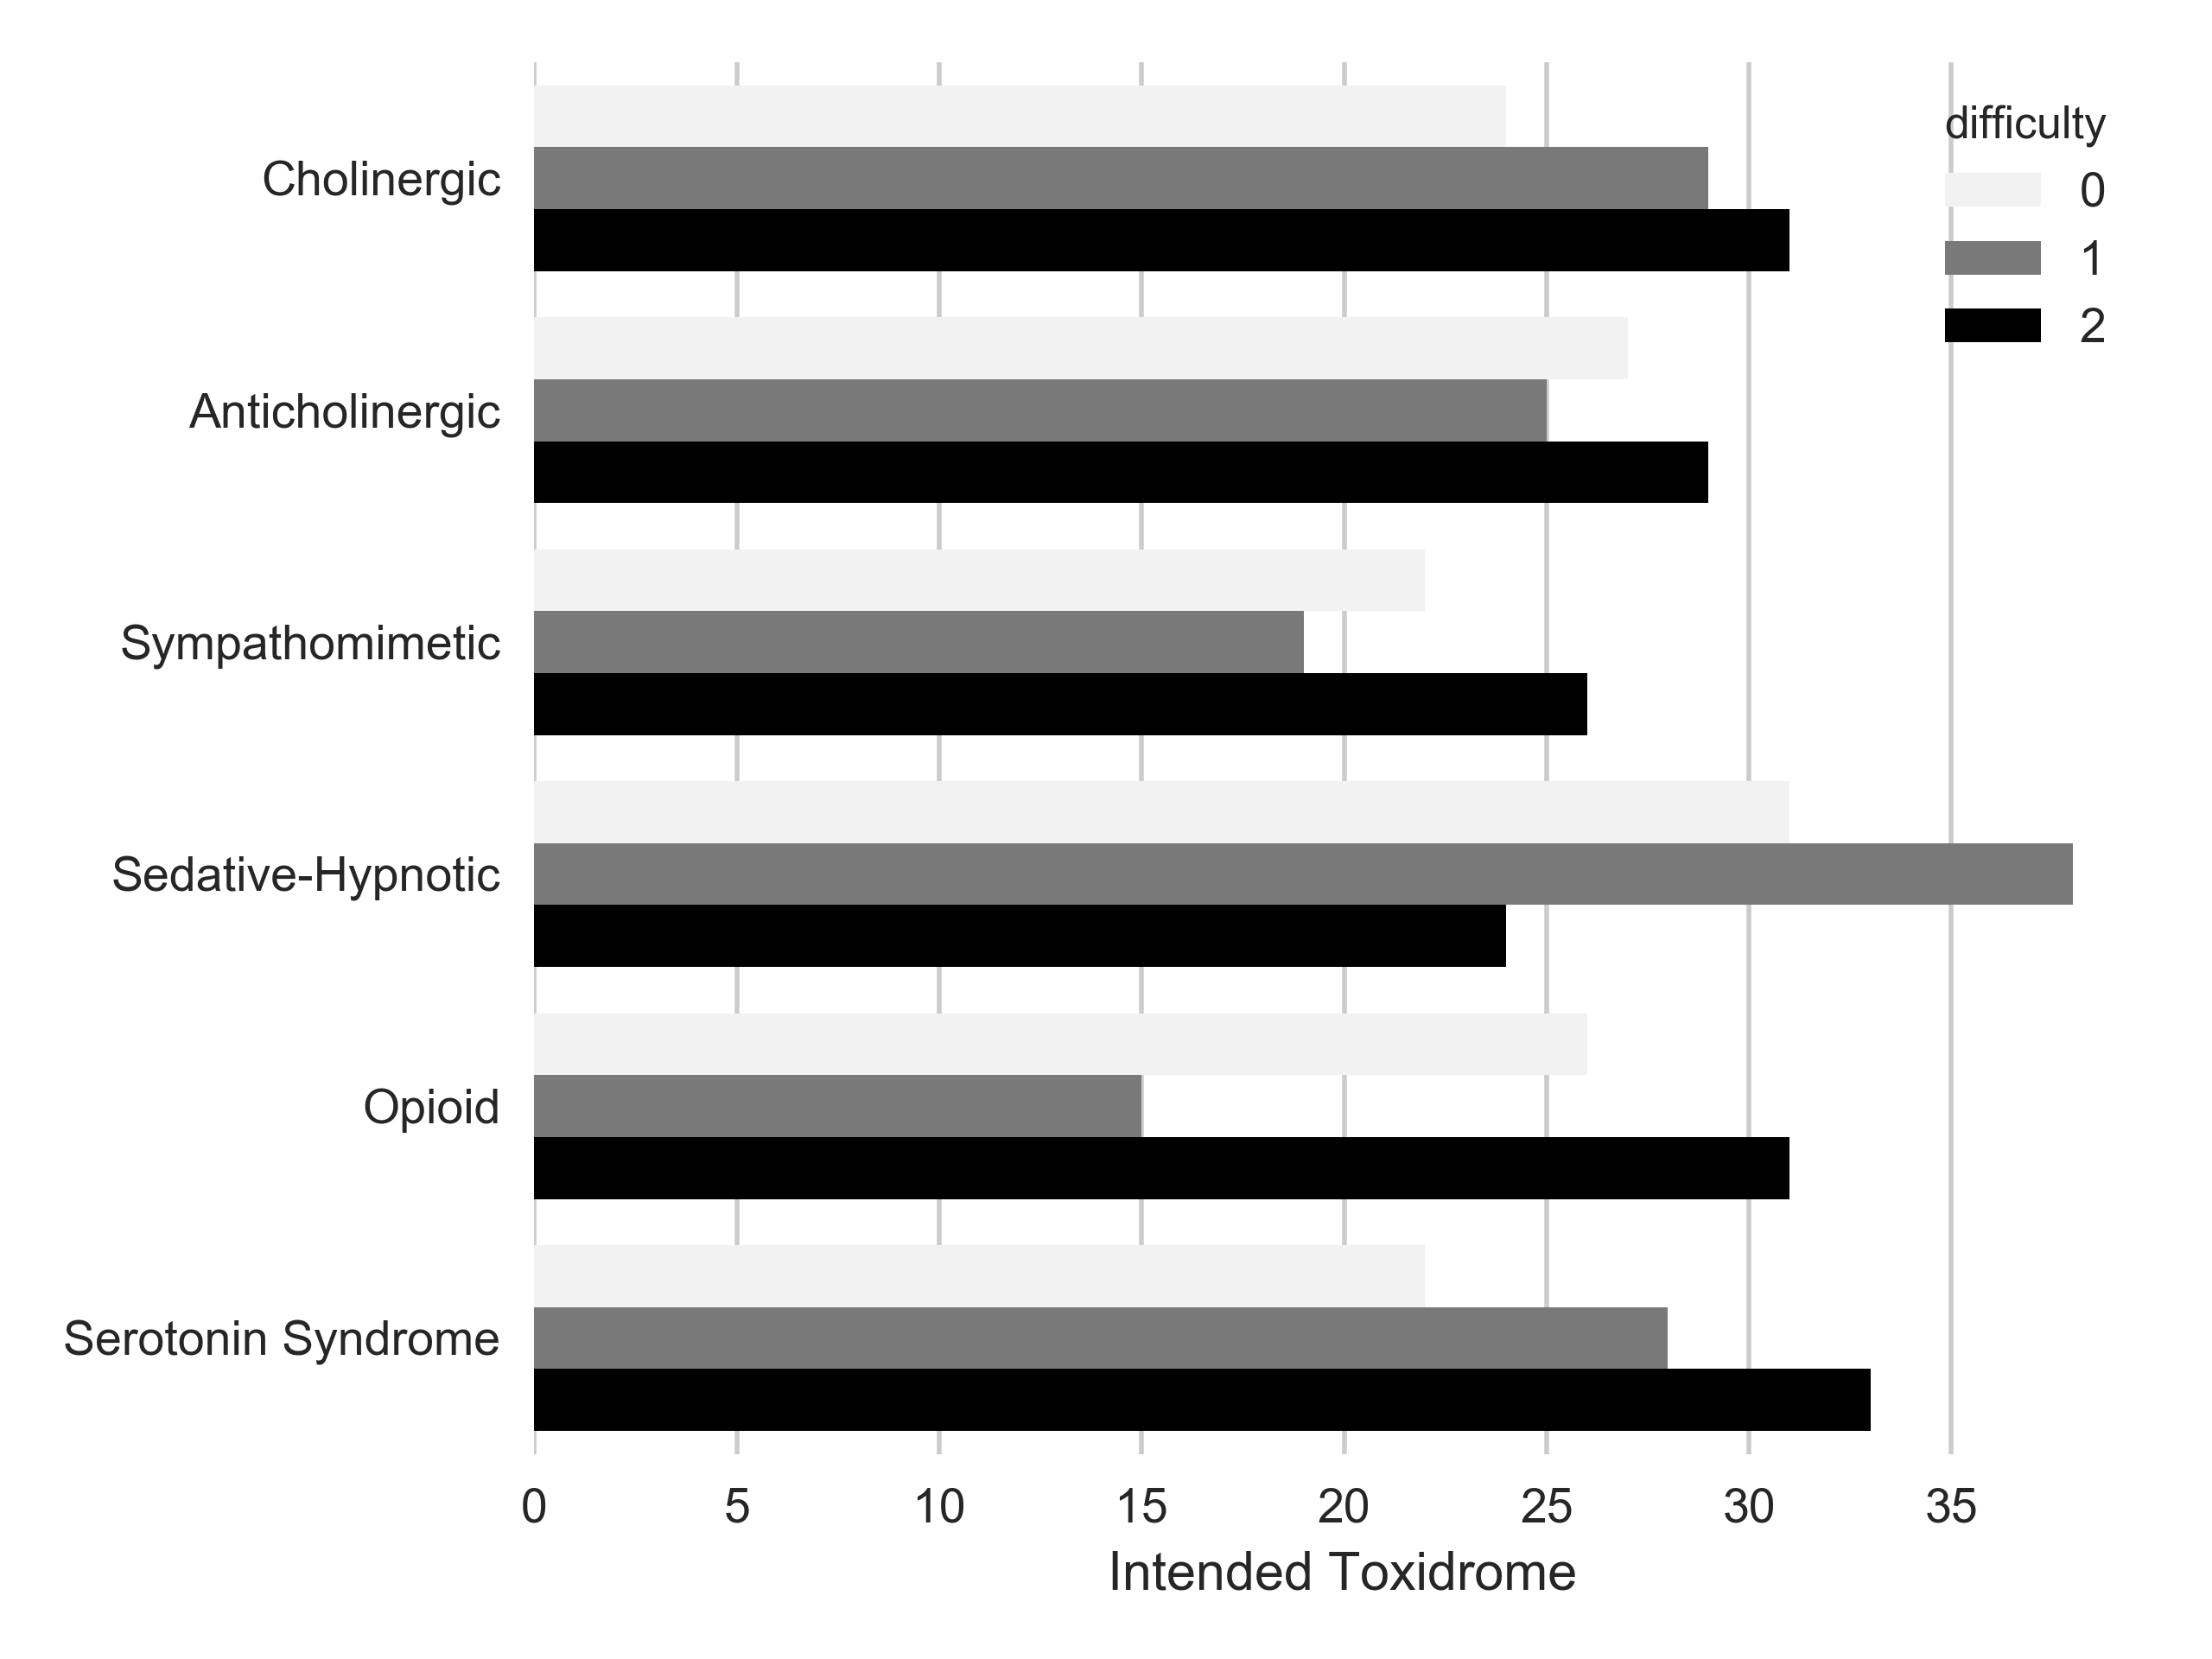 difficulty
0
1
2
Cholinergic
Anticholinergic
Sympathomimetic
Sedative-Hypnotic
Opioid
Serotonin Syndrome
0 5 10 15 20 25 30 35
Intended Toxidrome